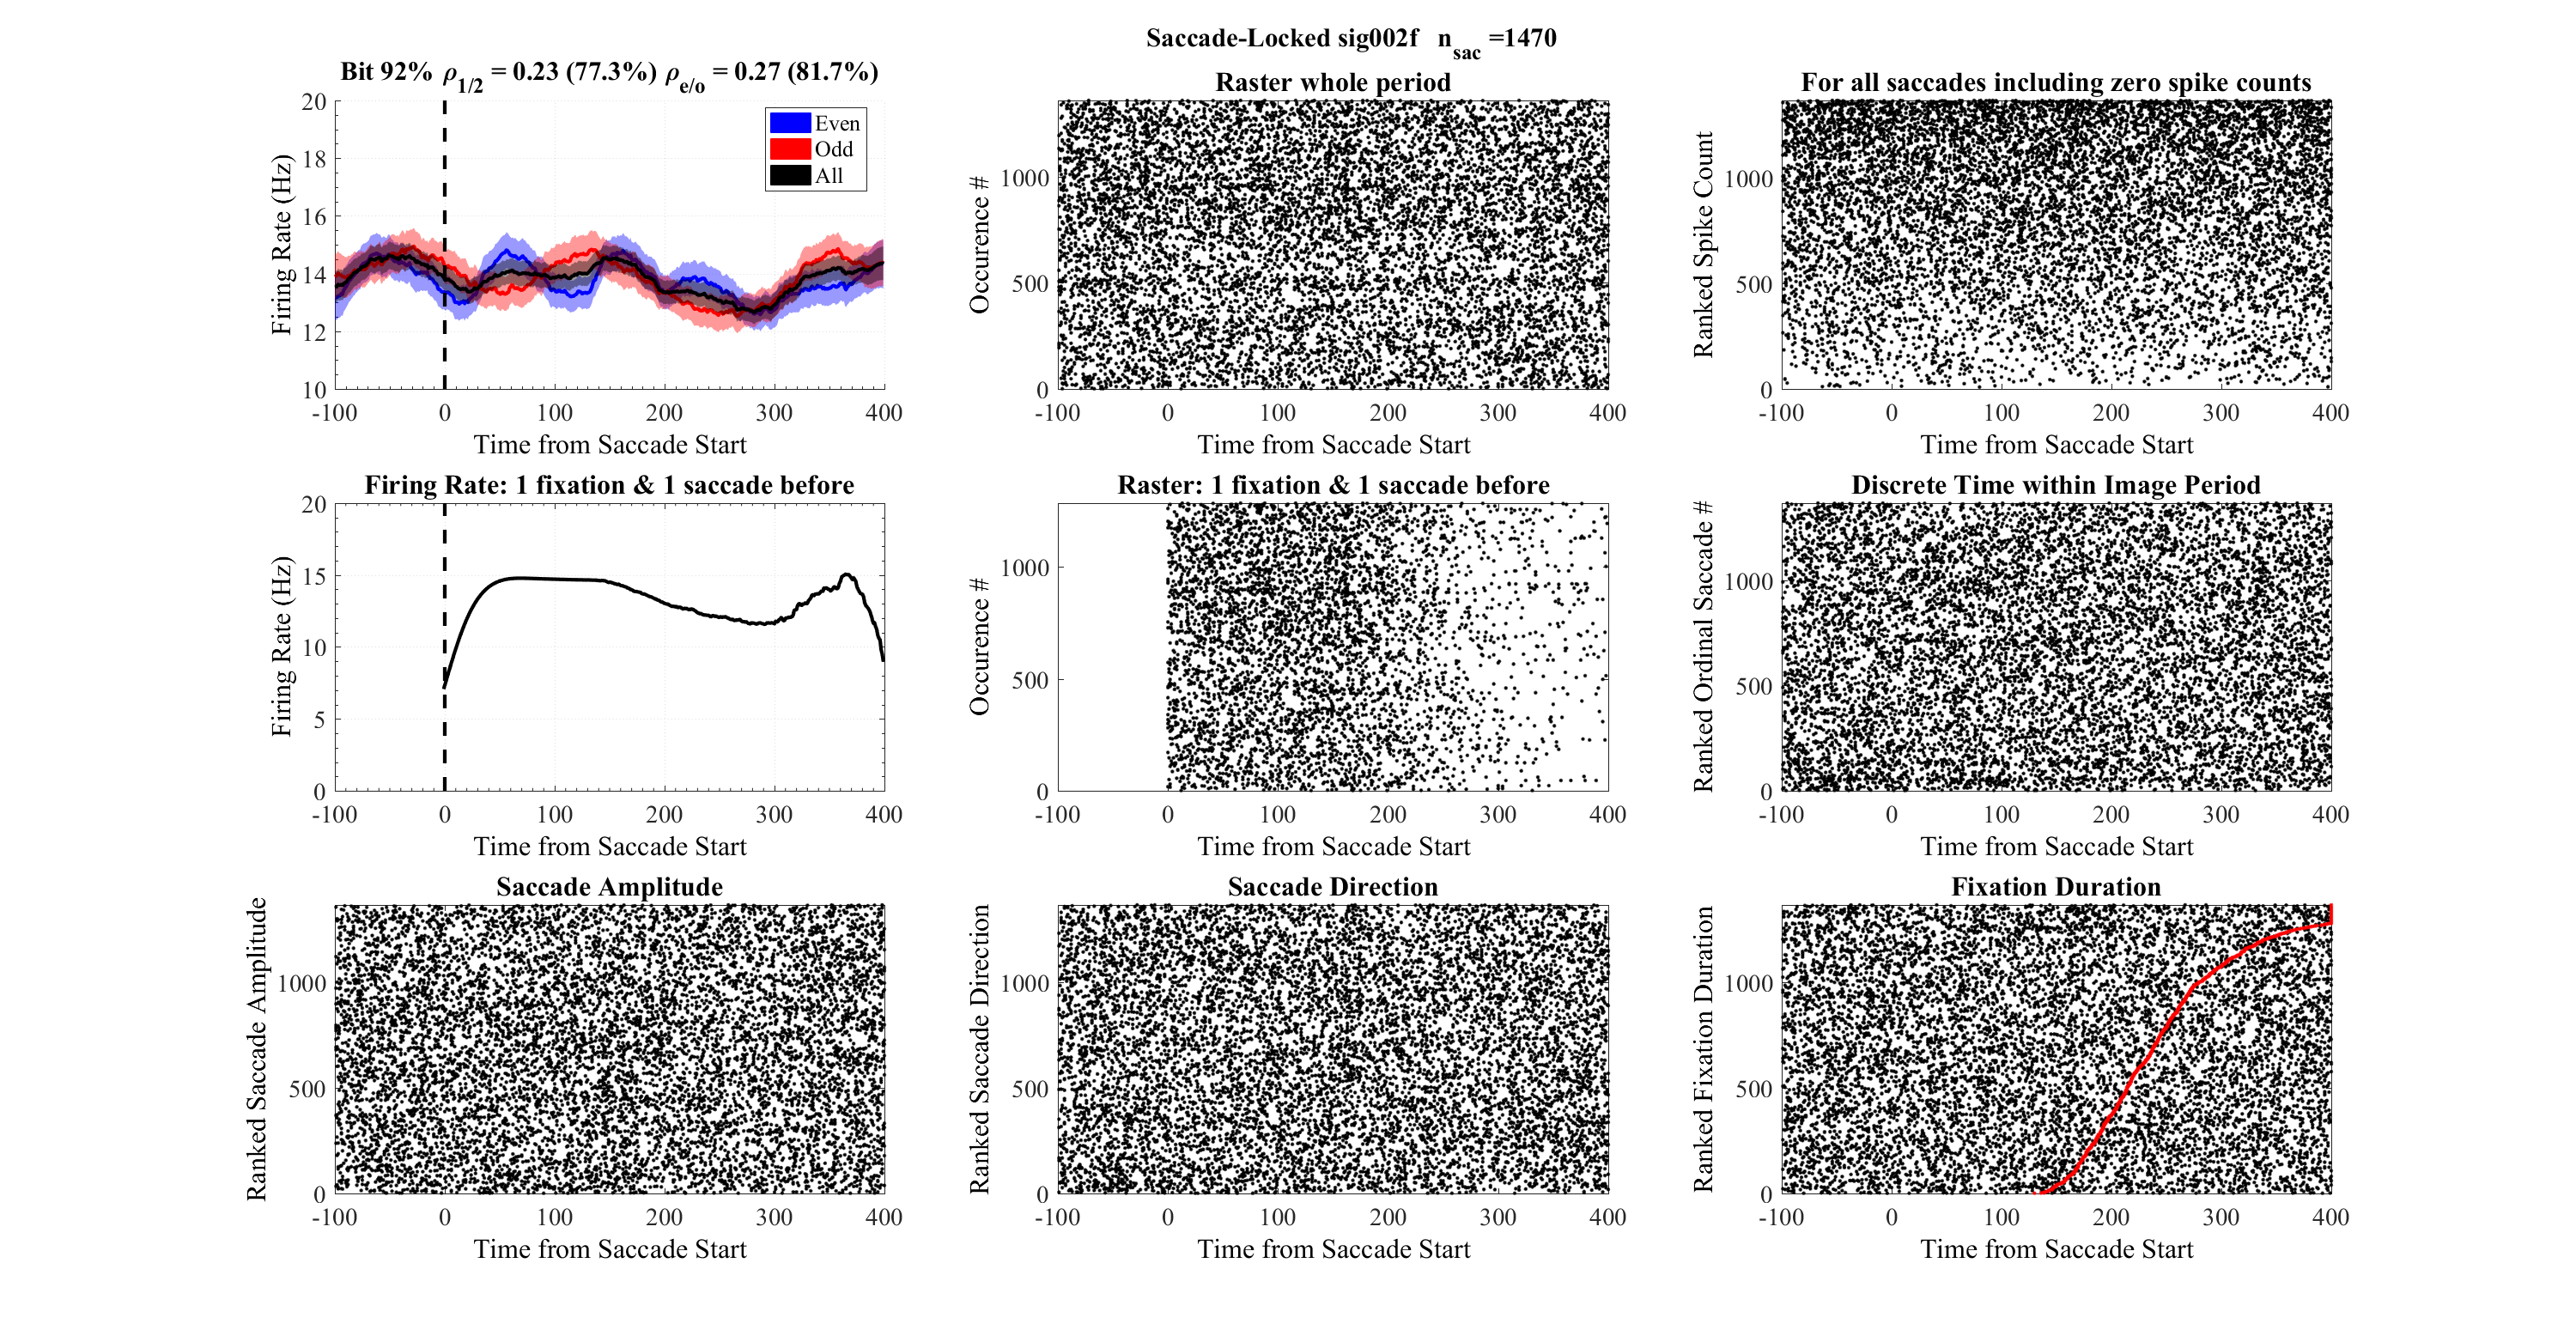 Saccade-Locked sig002f n_sac =1470
Bit 92% ρ_1/2 = 0.23 (77.3%) ρ_e/o = 0.27 (81.7%)
20
18
16
14
12
10
Firing Rate (Hz)
Even
Odd
All
-100 0 100 200 300 400
Time from Saccade Start
Raster whole period
1000
500
0
Occurence #
-100 0 100 200 300 400
Time from Saccade Start
For all saccades including zero spike counts
1000
500
0
Ranked Spike Count
-100 0 100 200 300 400
Time from Saccade Start
Firing Rate: 1 fixation & 1 saccade before
20
15
10
5
0
Firing Rate (Hz)
-100 0 100 200 300 400
Time from Saccade Start
Raster: 1 fixation & 1 saccade before
1000
500
0
Occurence #
-100 0 100 200 300 400
Time from Saccade Start
Discrete Time within Image Period
1000
500
0
Ranked Ordinal Saccade #
-100 0 100 200 300 400
Time from Saccade Start
Saccade Amplitude
1000
500
0
Ranked Saccade Amplitude
-100 0 100 200 300 400
Time from Saccade Start
Saccade Direction
1000
500
0
Ranked Saccade Direction
-100 0 100 200 300 400
Time from Saccade Start
Fixation Duration
1000
500
0
Ranked Fixation Duration
-100 0 100 200 300 400
Time from Saccade Start